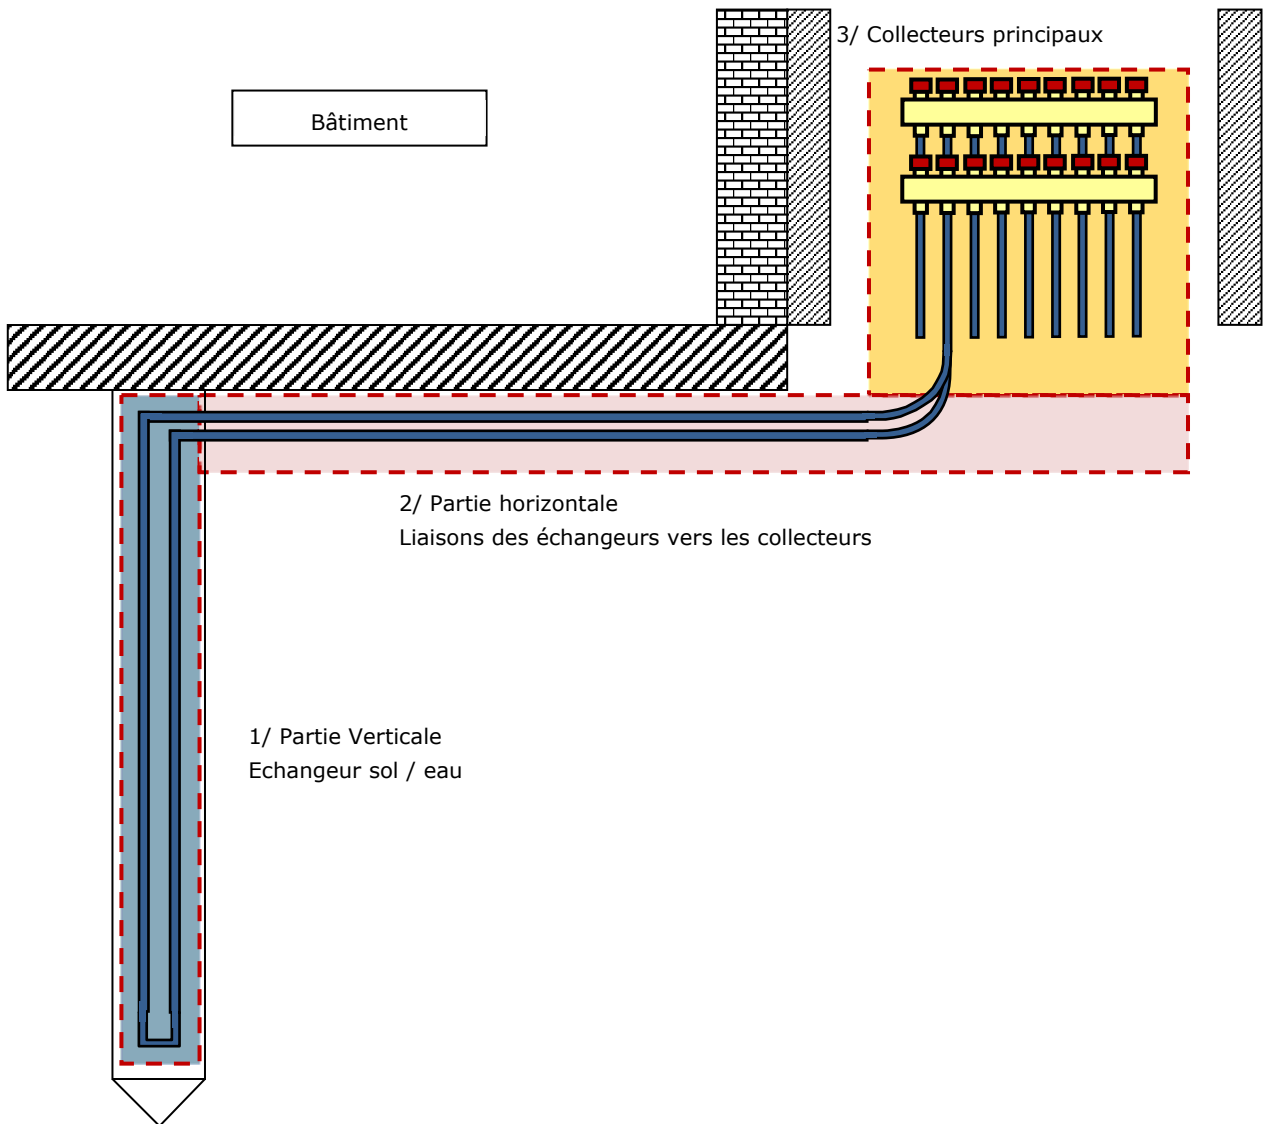 3/ Collecteurs principaux
Bâtiment
2/ Partie horizontale
Liaisons des échangeurs vers les collecteurs
1/ Partie Verticale
Echangeur sol / eau